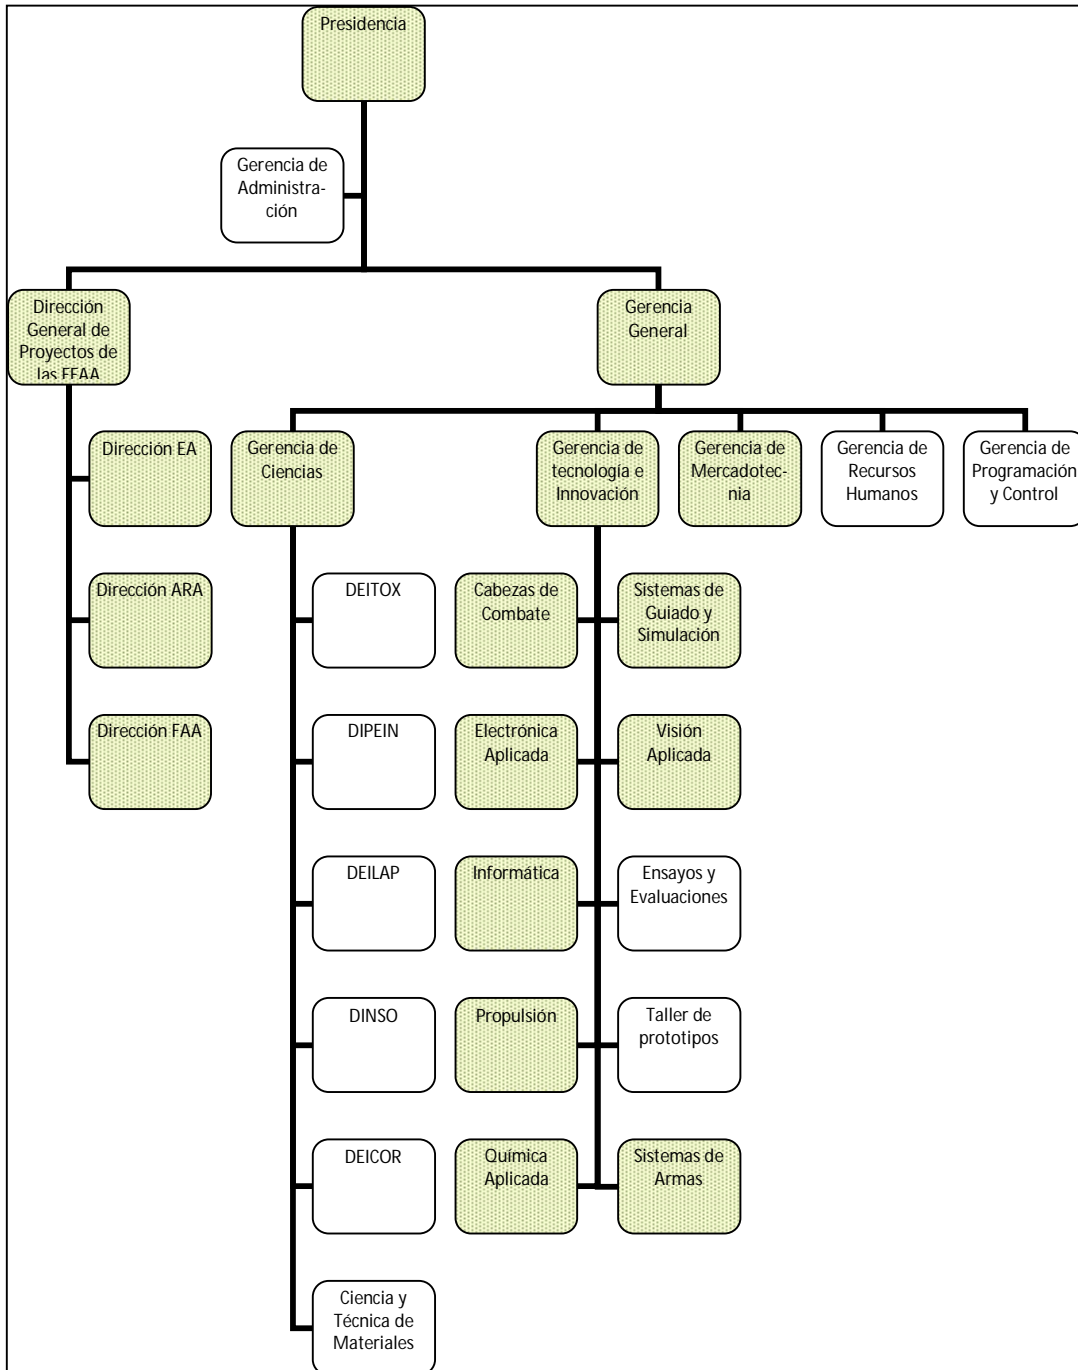 Presidencia
Gerencia de
Administra-
ción
Dirección
General de
Proyectos de
las FFAA
Gerencia
General
Dirección EA
Gerencia de
Ciencias
Gerencia de
tecnología e
Innovación
Gerencia de
Mercadotec-
nia
Gerencia de
Recursos
Humanos
Gerencia de
Programación
y Control
Dirección ARA
DEITOX
Cabezas de
Combate
Sistemas de
Guiado y
Simulación
Dirección FAA
DIPEIN
Electrónica
Aplicada
Visión
Aplicada
DEILAP
Informática
Ensayos y
Evaluaciones
DINSO
Propulsión
Taller de
prototipos
DEICOR
Química
Aplicada
Sistemas de
Armas
Ciencia y
Técnica de
Materiales